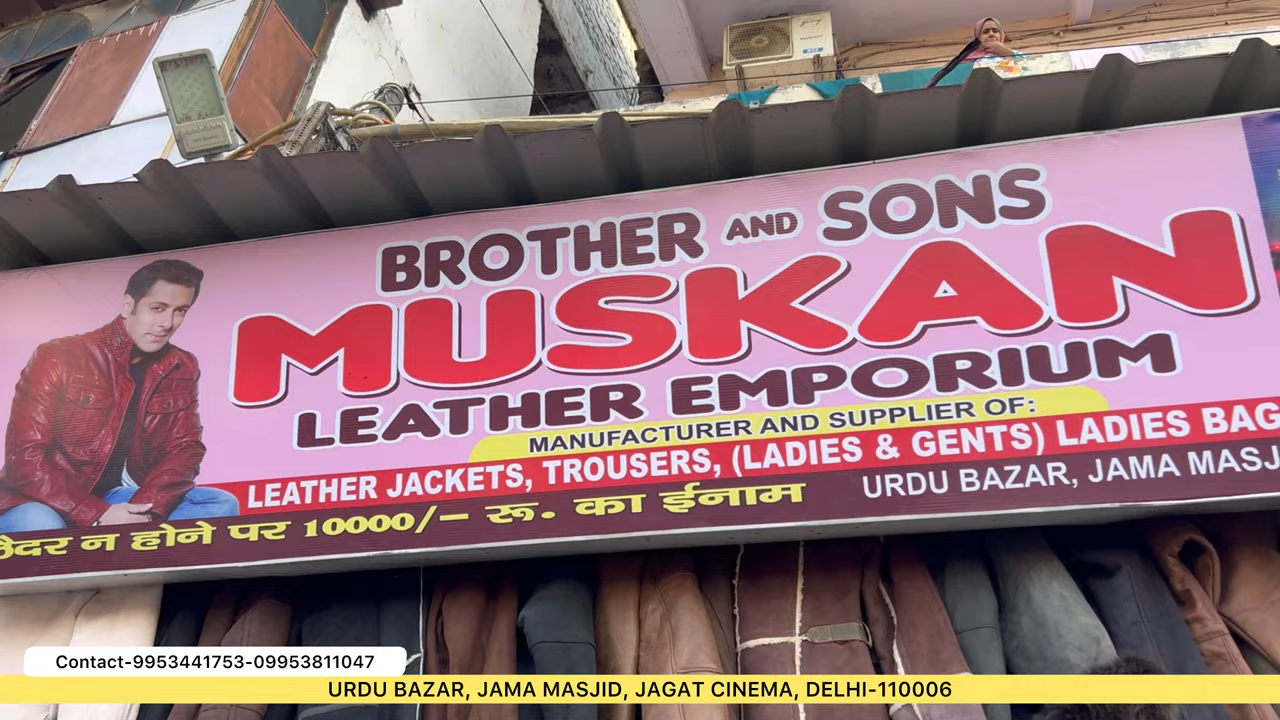 BROTHER AND SONS
MUSKAN
LEATHER EMPORIUM
MANUFACTURER AND SUPPLIER OF:
LEATHER JACKETS, TROUSERS, (LADIES & GENTS) LADIES BAG
न होने पर 10000/- रू. का ईनाम
URDU BAZAR, JAMA MASJ
Contact-9953441753-09953811047
URDU BAZAR, JAMA MASJID, JAGAT CINEMA, DELHI-110006